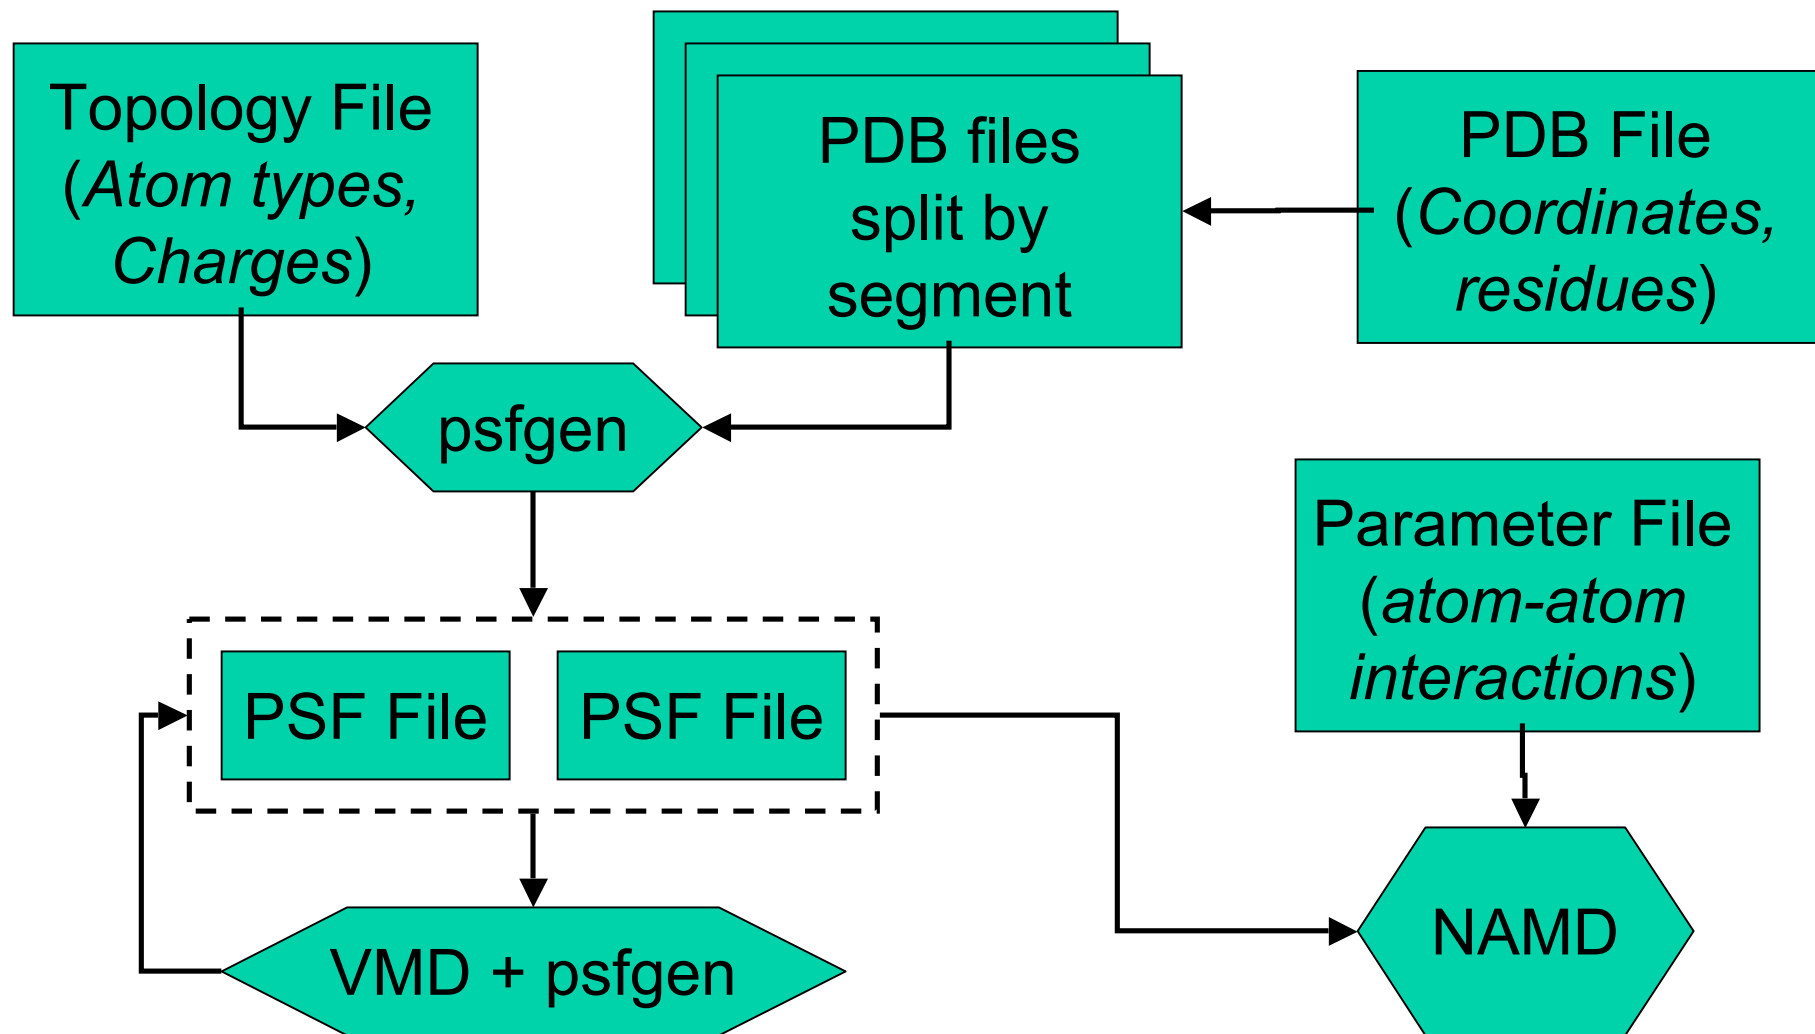 Topology File
(Atom types,
Charges)
PDB files
split by
segment
PDB File
(Coordinates,
residues)
psfgen
Parameter File
(atom-atom
interactions)
PSF File
PSF File
VMD + psfgen
NAMD